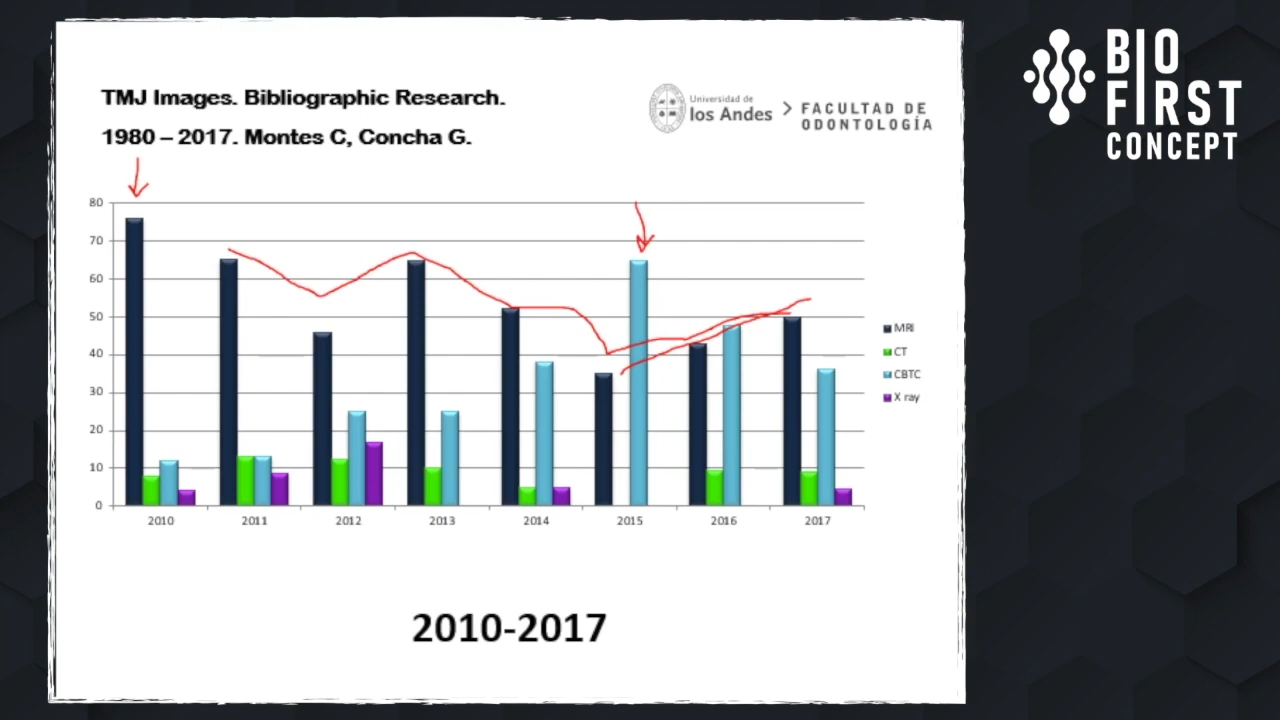 TMJ Images. Bibliographic Research.
1980 – 2017. Montes C, Concha G.
Universidad de
los Andes
FACULTAD DE
ODONTOLOGÍA
BIO
FIRST
CONCEPT
80
70
60
50
40
30
20
10
0
2010 2011 2012 2013 2014 2015 2016 2017
MRI
CT
CBTC
X ray
2010-2017